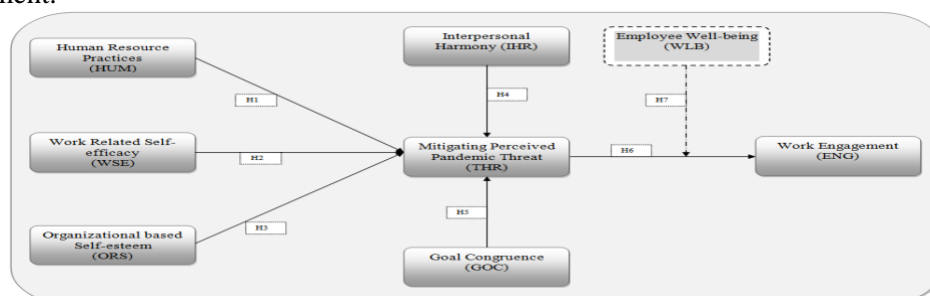 nent.
Human Resource
Practices
(HUM)
Interpersonal
Harmony (IHR)
Employee Well-being
(WLB)
H1
H4
H7
Work Related Self-
efficacy
(WSE)
H2
Mitigating Perceived
Pandemic Threat
(THR)
H6
Work Engagement
(ENG)
H3
H5
Organizational based
Self-esteem
(ORS)
Goal Congruence
(GOC)